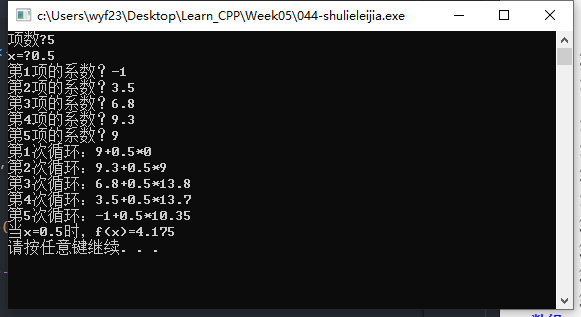 c:\Users\wyf23\Desktop\Learn_CPP\Week05\044-shulieleijia.exe
项数?5
x=?0.5
第1项的系数？-1
第2项的系数？3.5
第3项的系数？6.8
第4项的系数？9.3
第5项的系数？9
第1次循环：9+0.5*0
第2次循环：9.3+0.5*9
第3次循环：6.8+0.5*13.8
第4次循环：3.5+0.5*13.7
第5次循环：-1+0.5*10.35
当x=0.5时，f(x)=4.175
请按任意键继续. . .